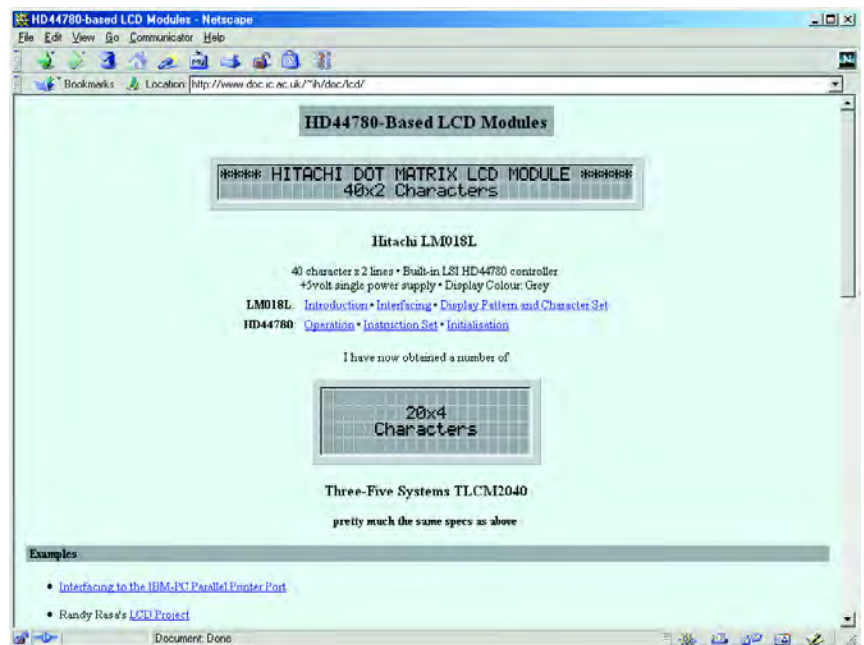 HD44780-based LCD Modules - Netscape
File Edit View Go Communicator Help
Bookmarks Location http://www.doc.ic.ac.uk/~ih/doc/lcd/
HD44780-Based LCD Modules
**** HITACHI DOT MATRIX LCD MODULE *****
40x2 Characters
Hitachi LM018L
40 character x 2 lines • Built-in LSI HD44780 controller
+5volt single power supply • Display Colour: Grey
LM018L: Introduction • Interfacing • Display Pattern and Character Set
HD44780: Operation • Instruction Set • Initialisation
I have now obtained a number of
20x4
Characters
Three-Five Systems TLCM2040
pretty much the same specs as above
Examples
• Interfacing to the IBM-PC Parallel Printer Port
• Randy Rasa's LCD Project
Document: Done